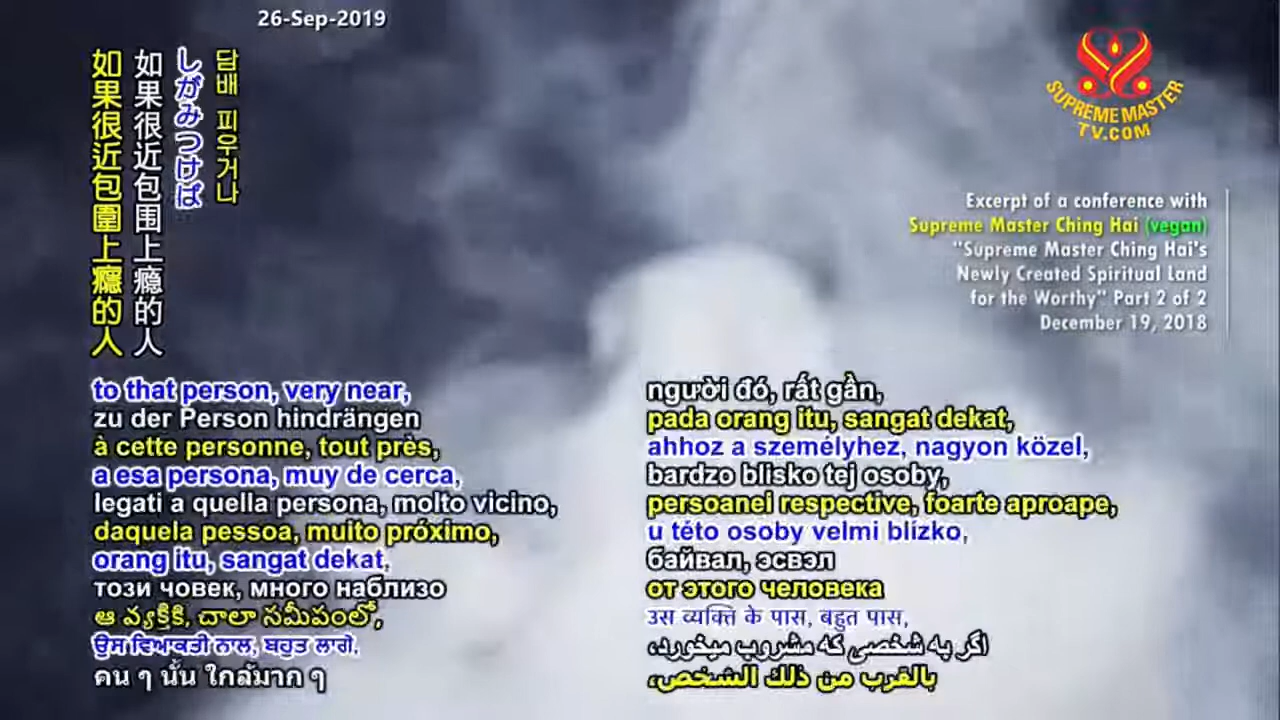 26-Sep-2019
담배 피우거나
しがみつけば
如果很近包围上瘾的人
如果很近包圍上癮的人
SUPREME MASTER
TV.COM
Excerpt of a conference with
Supreme Master Ching Hai (vegan)
"Supreme Master Ching Hai's
Newly Created Spiritual Land
for the Worthy" Part 2 of 2
December 19, 2018
to that person, very near,
zu der Person hindrängen
à cette personne, tout près,
a esa persona, muy de cerca,
legati a quella persona, molto vicino,
daquela pessoa, muito próximo,
orang itu, sangat dekat,
този човек, много наблизо
ఆ వ్యక్తికి, చాలా సమీపంలో,
ਉਸ ਵਿਅਕਤੀ ਨਾਲ, ਬਹੁਤ ਲਾਗੇ,
คน ๆ นั้น ใกล้มาก ๆ
người đó, rất gần,
pada orang itu, sangat dekat,
ahhoz a személyhez, nagyon közel,
bardzo blisko tej osoby,
persoanei respective, foarte aproape,
u této osoby velmi blízko,
байвал, эсвэл
от этого человека
उस व्यक्ति के पास, बहुत पास,
اگر به شخصی که مشروب میخورد،
بالقرب من ذلك الشخص،